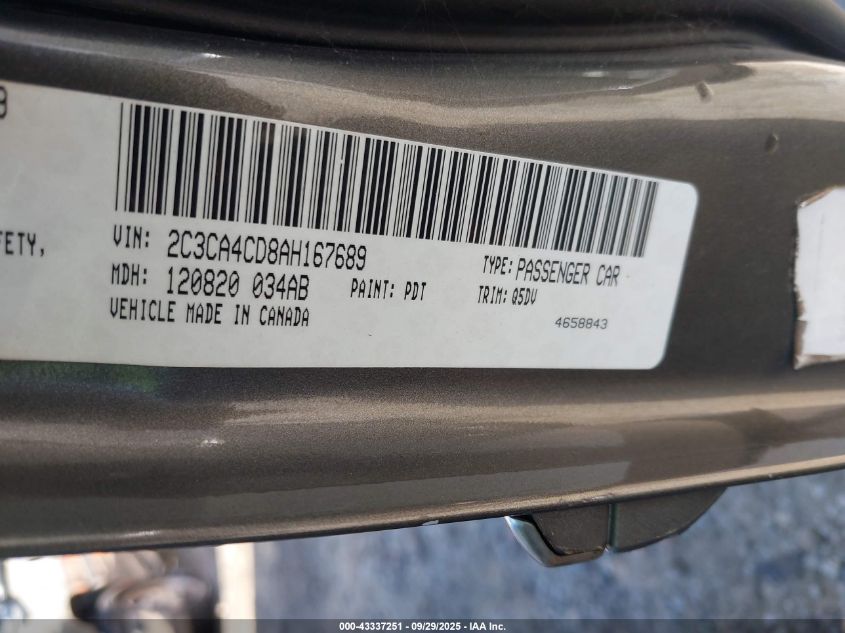 FETY,
VIN: 2C3CA4CD8AH167689
TYPE: PASSENGER CAR
MDH: 120820 034AB
PAINT: PDT
TRIM: Q5DV
VEHICLE MADE IN CANADA
4658843
000-43337251 - 09/29/2025 - IAA Inc.